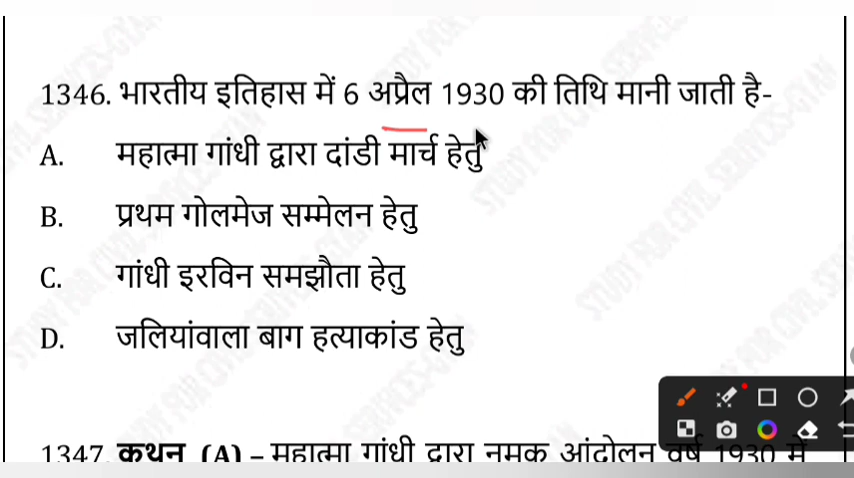 1346. भारतीय इतिहास में 6 अप्रैल 1930 की तिथि मानी जाती है-
A. महात्मा गांधी द्वारा दांडी मार्च हेतु
B. प्रथम गोलमेज सम्मेलन हेतु
C. गांधी इरविन समझौता हेतु
D. जलियांवाला बाग हत्याकांड हेतु
1347. कथन (A) – महात्मा गांधी द्वारा नमक आंदोलन वर्ष 1930 में